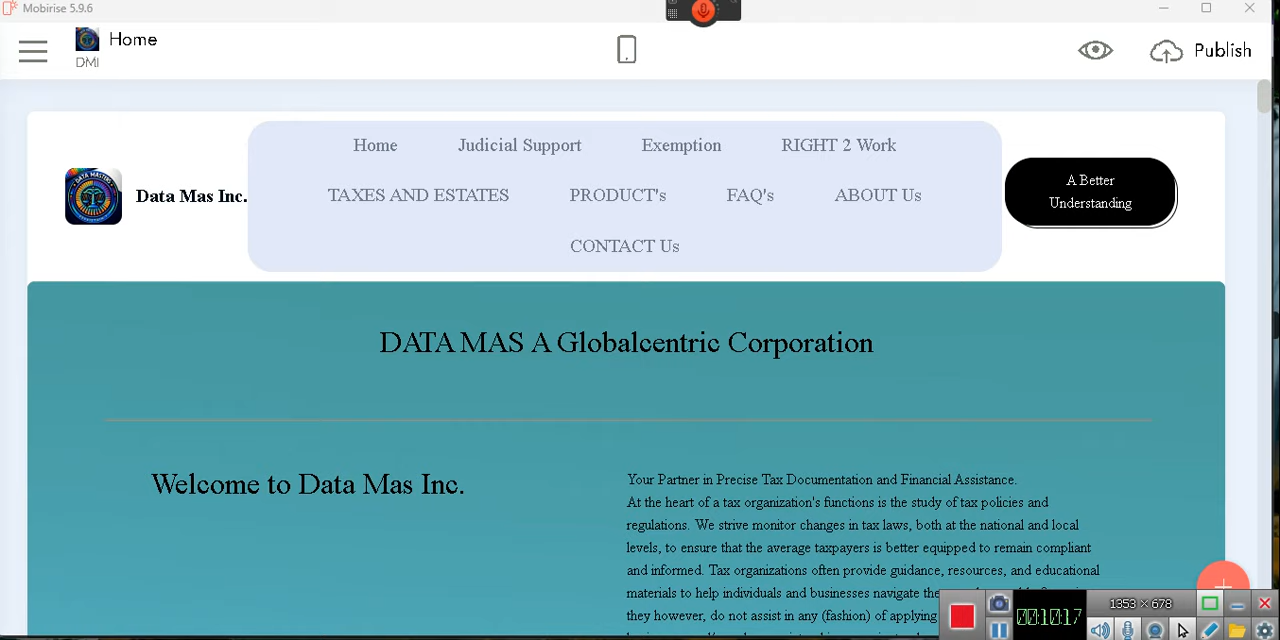 Mobirise 5.9.6
Home
DMI
Publish
Home Judicial Support Exemption RIGHT 2 Work
TAXES AND ESTATES PRODUCT's FAQ's ABOUT Us
CONTACT Us
DATA MASTERS
Data Mas Inc.
A Better
Understanding
DATA MAS A Globalcentric Corporation
Welcome to Data Mas Inc.
Your Partner in Precise Tax Documentation and Financial Assistance.
At the heart of a tax organization's functions is the study of tax policies and
regulations. We strive monitor changes in tax laws, both at the national and local
levels, to ensure that the average taxpayers is better equipped to remain compliant
and informed. Tax organizations often provide guidance, resources, and educational
materials to help individuals and businesses navigate the
they however, do not assist in any (fashion) of applying
1353 × 678
00:10:17